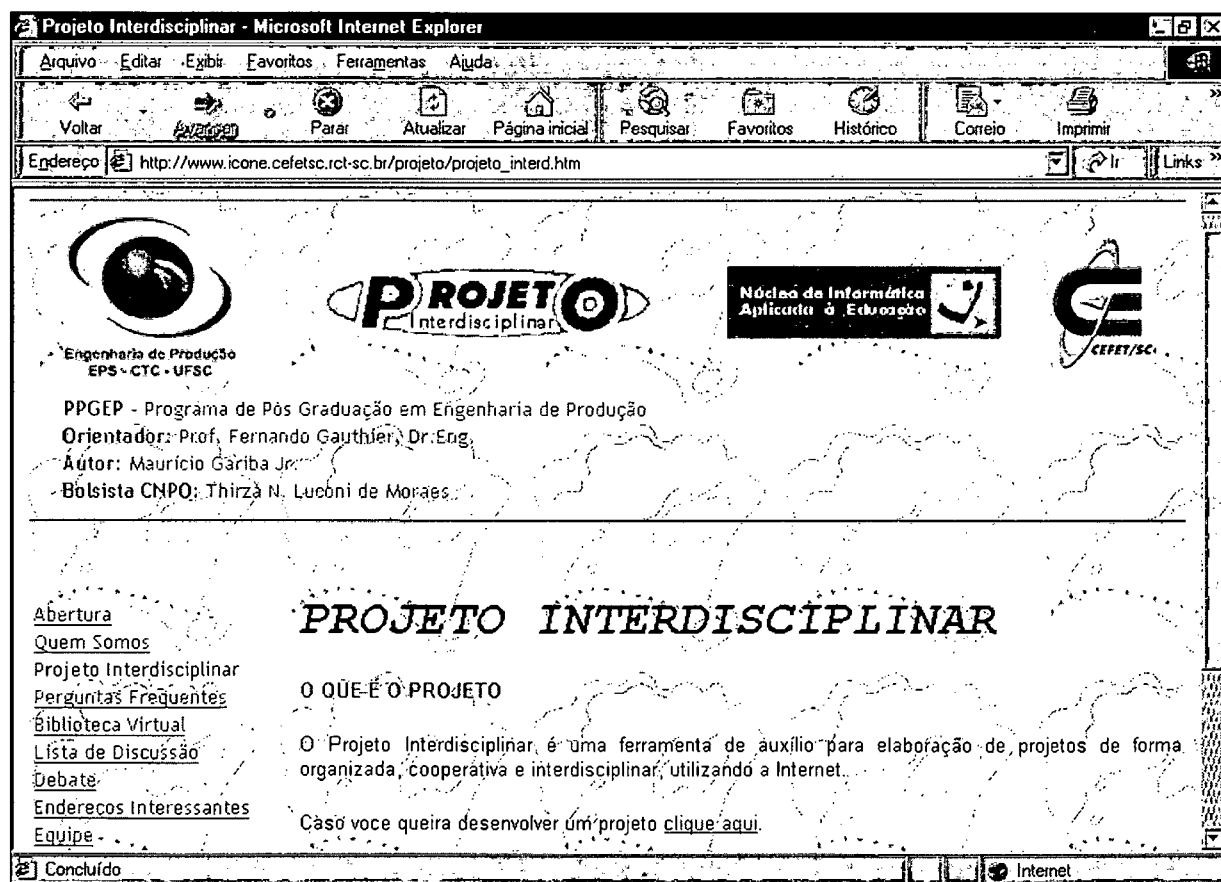 Projeto Interdisciplinar - Microsoft Internet Explorer
Arquivo Editar Exibir Favoritos Ferramentas Ajuda
Voltar Avançar Parar Atualizar Página inicial Pesquisar Favoritos Histórico Correio Imprimir »
Endereço http://www.icone.cefetsc.rct-sc.br/projeto/projeto_interd.htm Ir Links »
Engenharia de Produção
EPS - CTC - UFSC
PROJETO
Interdisciplinar
Núcleo de Informática
Aplicada à Educação
CEFET/SC
PPGEP - Programa de Pós Graduação em Engenharia de Produção
Orientador: Prof. Fernando Gauthier, Dr.Eng.
Autor: Maurício Gariba Jr.
Bolsista CNPQ: Thirzá N. Luconi de Moraes
Abertura
Quem Somos
Projeto Interdisciplinar
Perguntas Frequentes
Biblioteca Virtual
Lista de Discussão
Debate
Endereços Interessantes
Equipe
PROJETO INTERDISCIPLINAR
O QUE É O PROJETO
O Projeto Interdisciplinar é uma ferramenta de auxílio para elaboração de projetos de forma
organizada, cooperativa e interdisciplinar, utilizando a Internet.
Caso voce queira desenvolver um projeto clique aqui.
Concluído Internet